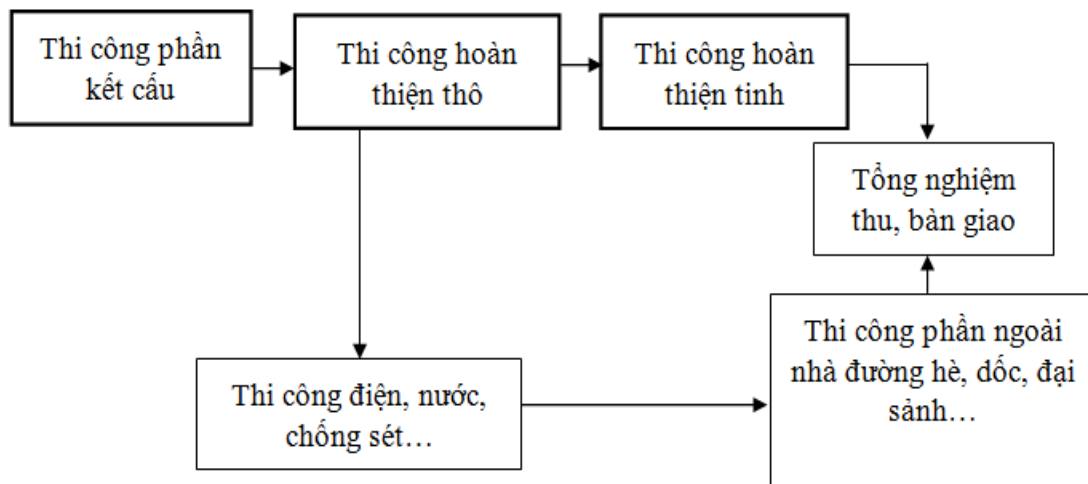 Thi công phần
kết cấu
Thi công hoàn
thiện thô
Thi công hoàn
thiện tinh
Tổng nghiệm
thu, bàn giao
Thi công điện, nước,
chống sét…
Thi công phần ngoài
nhà đường hè, dốc, đại
sảnh…